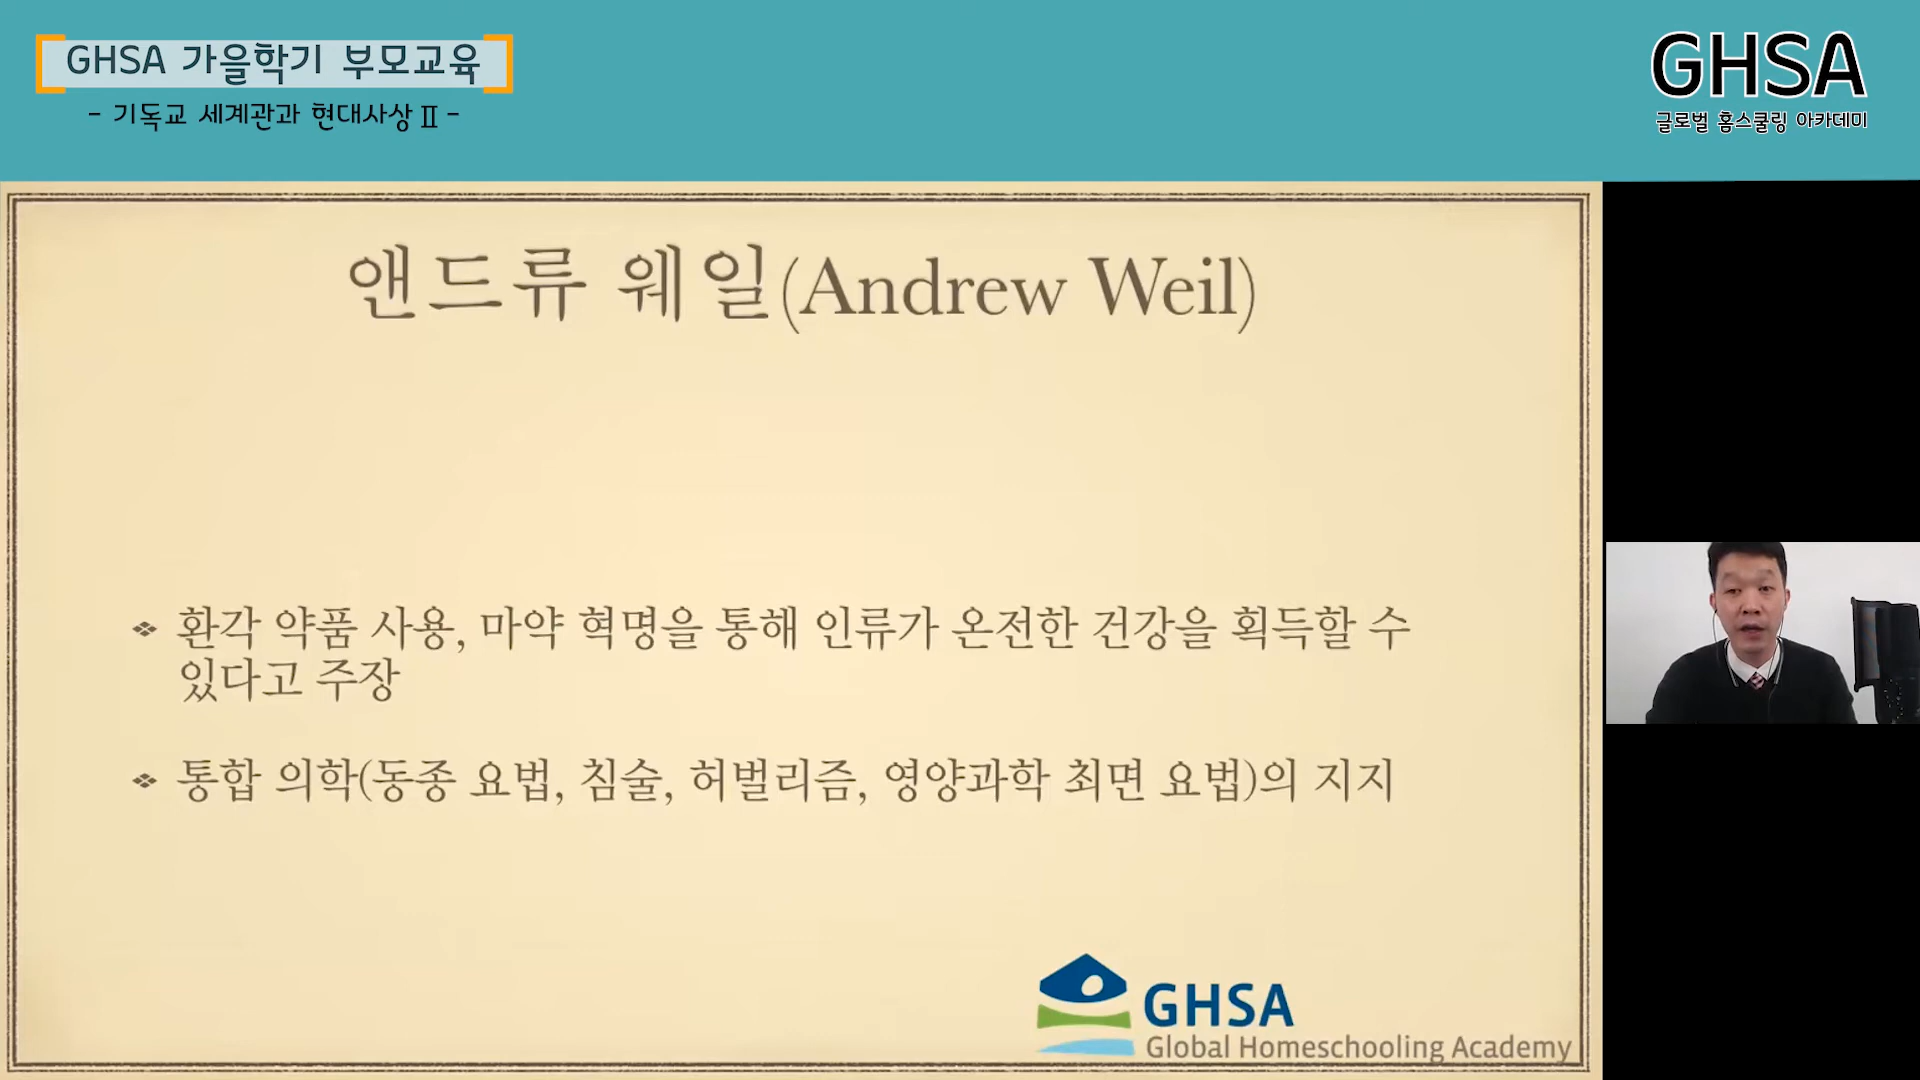 GHSA 가을학기 부모교육
- 기독교 세계관과 현대사상 Ⅱ -
GHSA
글로벌 홈스쿨링 아카데미
앤드류 웨일(Andrew Weil)
환각 약품 사용, 마약 혁명을 통해 인류가 온전한 건강을 획득할 수
있다고 주장
통합 의학(동종 요법, 침술, 허벌리즘, 영양과학 최면 요법)의 지지
GHSA
Global Homeschooling Academy